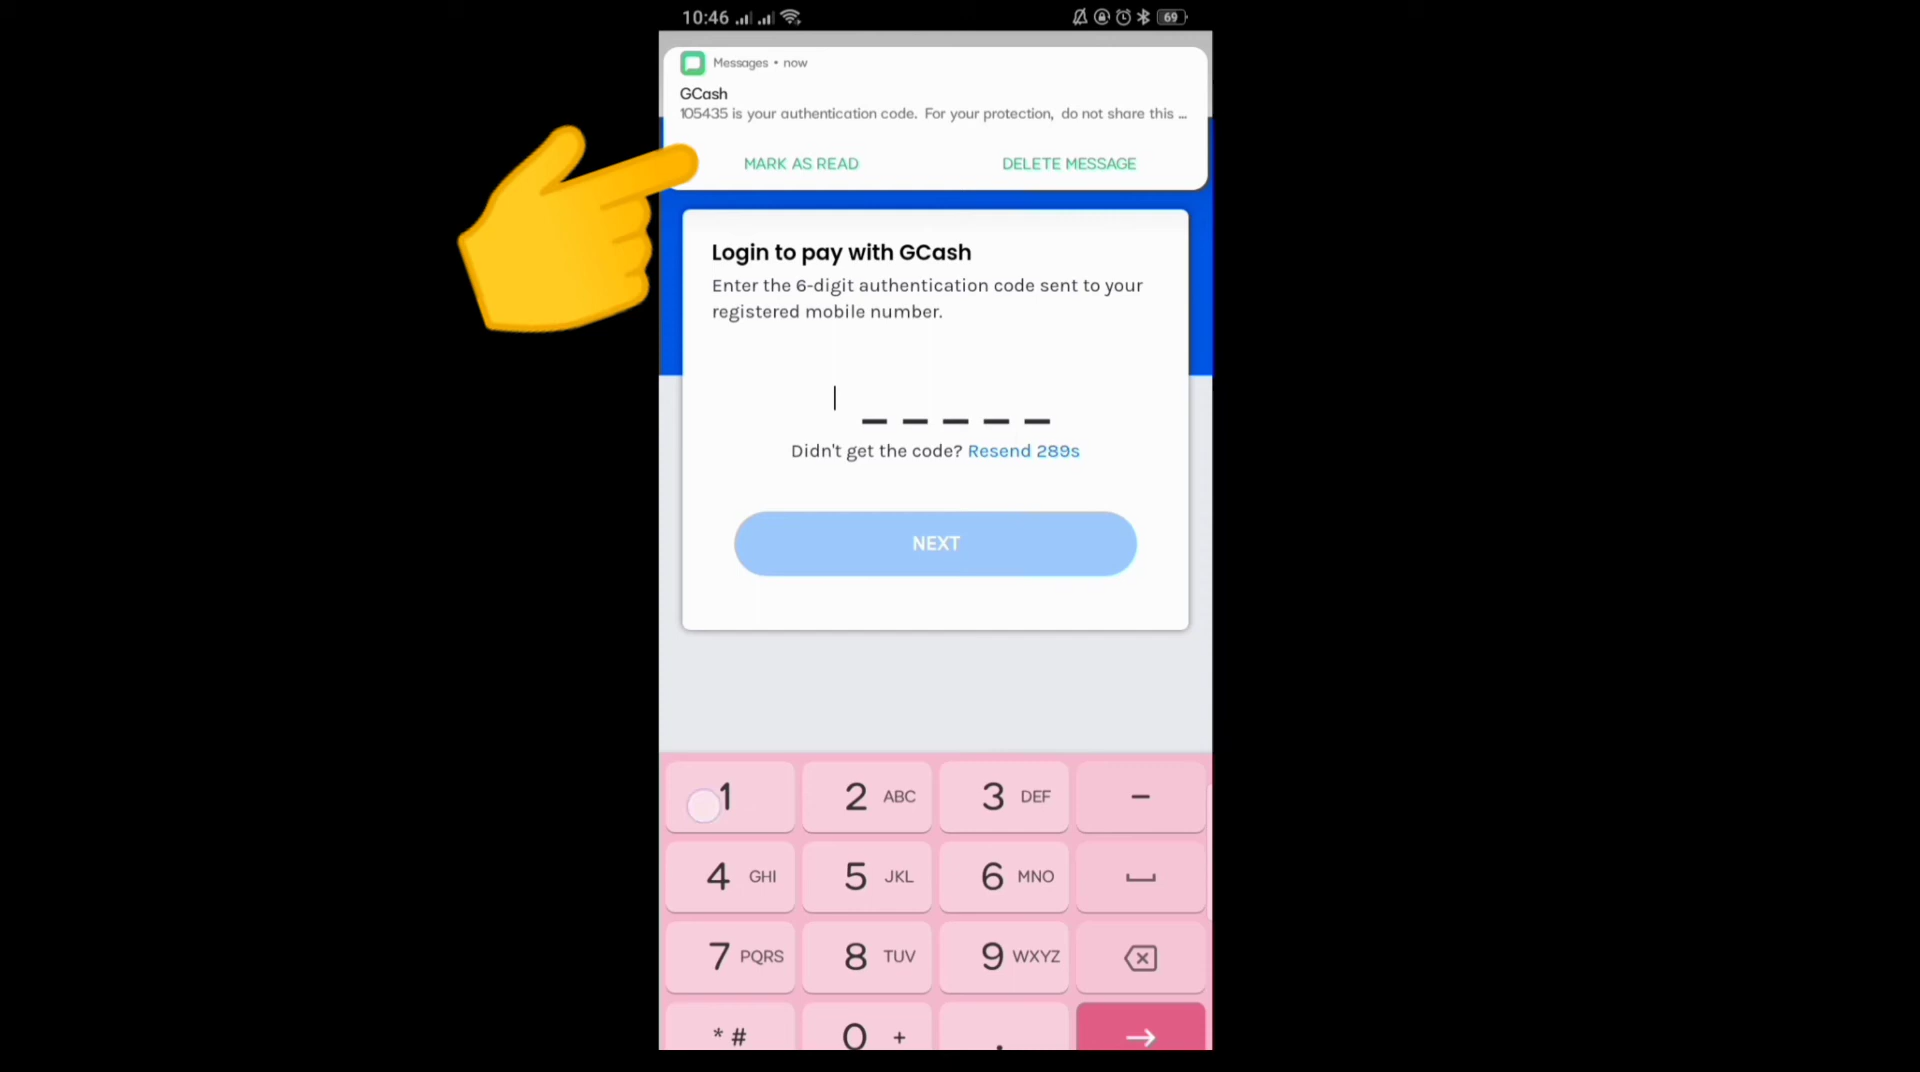 10:46
69
Messages • now
GCash
105435 is your authentication code. For your protection, do not share this ...
MARK AS READ
DELETE MESSAGE
Login to pay with GCash
Enter the 6-digit authentication code sent to your
registered mobile number.
Didn't get the code? Resend 289s
NEXT
1
2 ABC
3 DEF
–
4 GHI
5 JKL
6 MNO
7 PQRS
8 TUV
9 WXYZ
* #
0 +
.